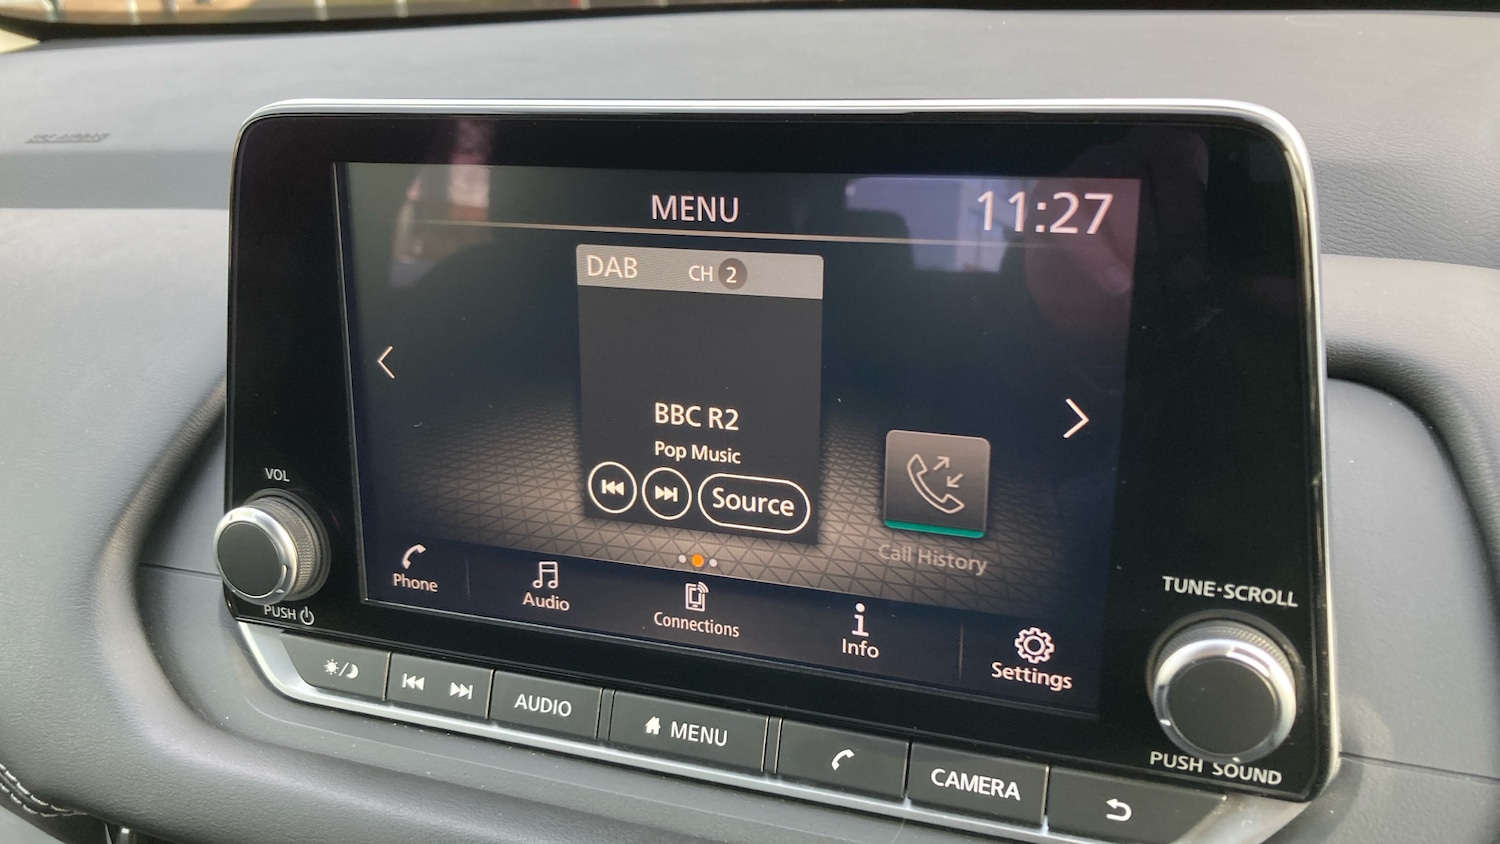 MENU
11:27
DAB
CH 2
BBC R2
Pop Music
Source
Call History
Phone
Audio
Connections
Info
Settings
VOL
PUSH
TUNE·SCROLL
PUSH SOUND
AUDIO
MENU
CAMERA